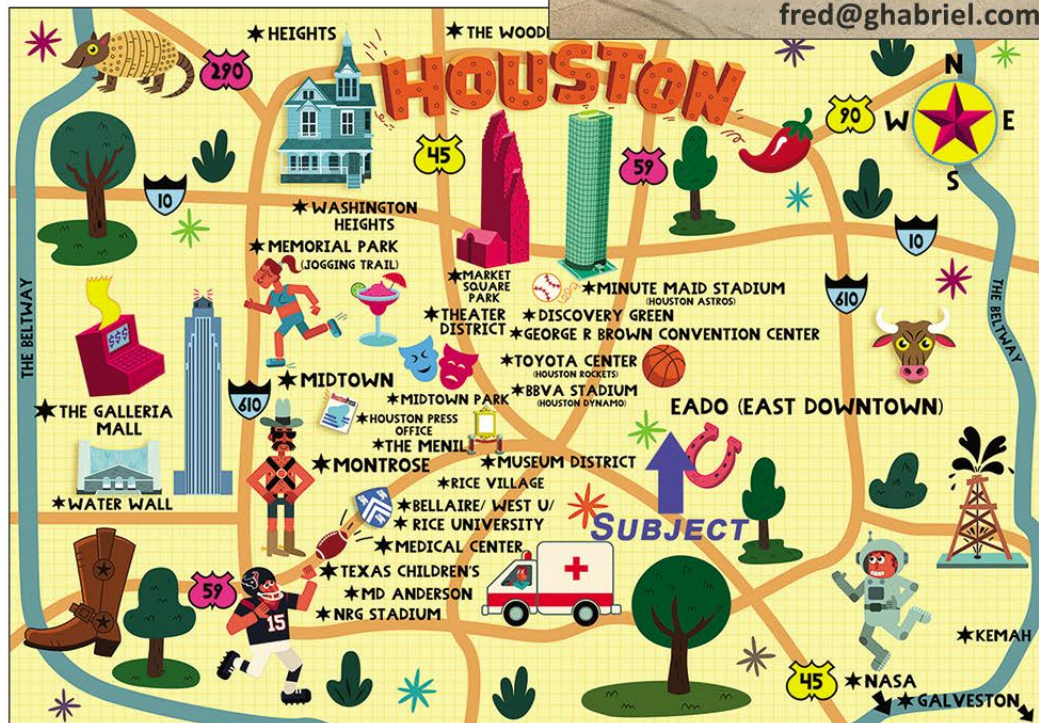 fred@ghabriel.com
HEIGHTS
THE WOOD
HOUSTON
290
45
59
90
N
W E
S
10
10
WASHINGTON
HEIGHTS
MEMORIAL PARK
(JOGGING TRAIL)
MARKET
SQUARE
PARK
MINUTE MAID STADIUM
(HOUSTON ASTROS)
610
THE BELTWAY
THE BELTWAY
$$$
THEATER
DISTRICT
DISCOVERY GREEN
GEORGE R BROWN CONVENTION CENTER
TOYOTA CENTER
(HOUSTON ROCKETS)
MIDTOWN
MIDTOWN PARK
BBVA STADIUM
(HOUSTON DYNAMO)
EADO (EAST DOWNTOWN)
610
THE GALLERIA
MALL
HOUSTON PRESS
OFFICE
THE MENIL
MONTROSE
MUSEUM DISTRICT
RICE VILLAGE
WATER WALL
BELLAIRE/ WEST U/
RICE UNIVERSITY
SUBJECT
MEDICAL CENTER
TEXAS CHILDREN'S
MD ANDERSON
NRG STADIUM
59
15
KEMAH
45
NASA
GALVESTON